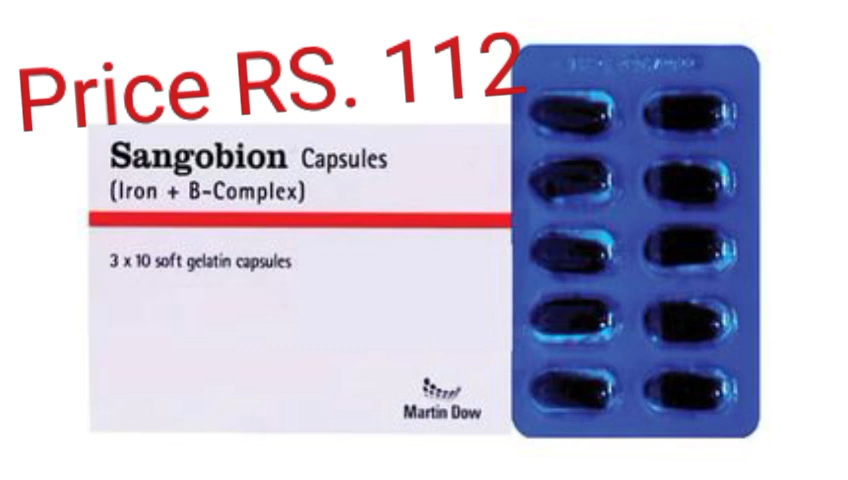 Price RS. 112
Sangobion Capsules
(Iron + B-Complex)
3 x 10 soft gelatin capsules
Martin Dow